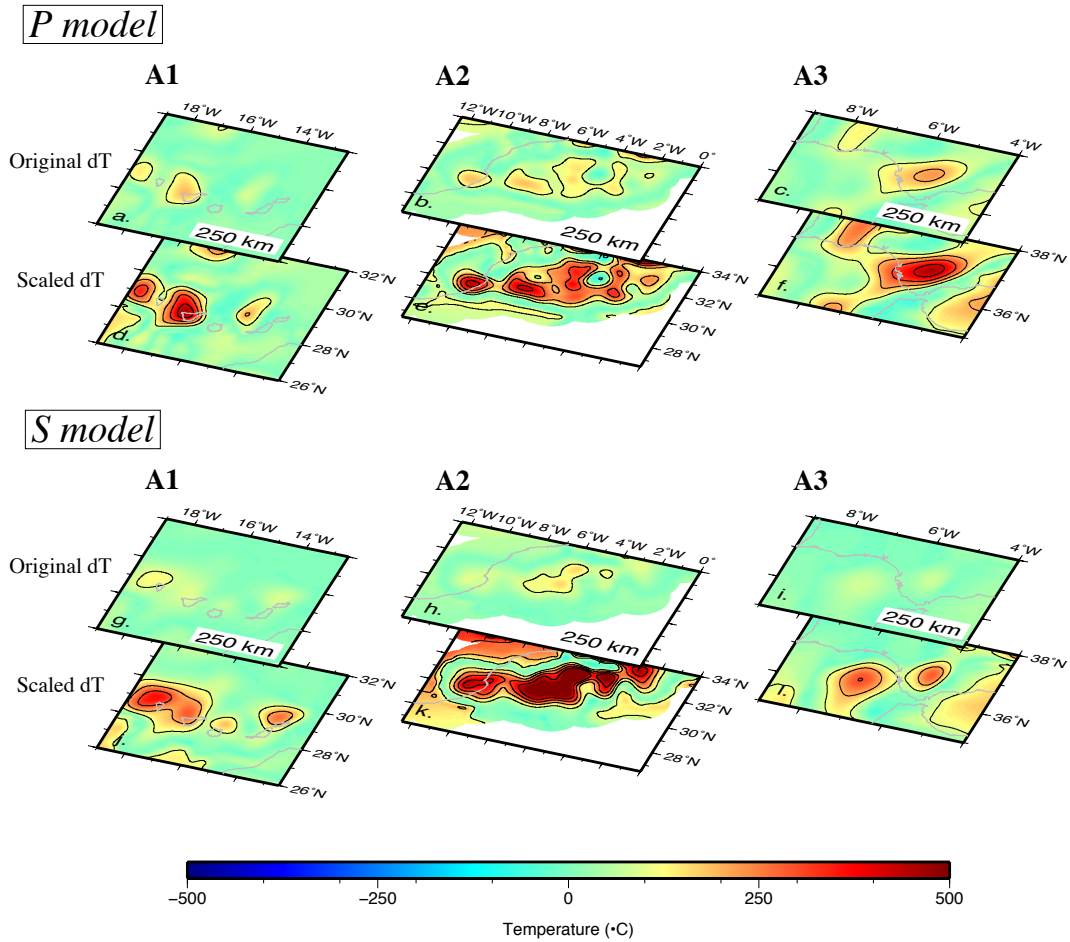 P model
A1 A2 A3
18°W 16°W 14°W
12°W 10°W 8°W 6°W 4°W 2°W 0°
8°W 6°W 4°W
Original dT
a. b. c.
250 km 250 km 250 km
Scaled dT
d. e. f.
32°N 30°N 28°N 26°N
34°N 32°N 30°N 28°N
38°N 36°N
S model
A1 A2 A3
18°W 16°W 14°W
12°W 10°W 8°W 6°W 4°W 2°W 0°
8°W 6°W 4°W
Original dT
g. h. i.
250 km 250 km 250 km
Scaled dT
j. k. l.
32°N 30°N 28°N 26°N
34°N 32°N 30°N 28°N
38°N 36°N
−500 −250 0 250 500
Temperature (•C)